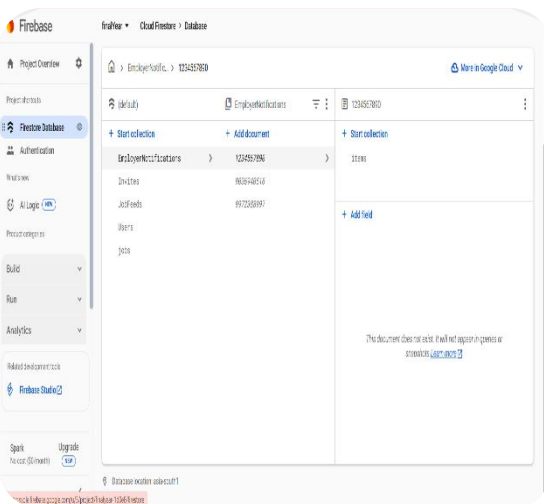 Firebase
finalYear
Cloud Firestore > Database
Project Overview
> EmployerNotific.. > 1234567890
More in Google Cloud
Project shortcuts
Firestore Database
Authentication
What's new
AI Logic NEW
Product categories
Build
Run
Analytics
Related development tools
Firebase Studio
Spark
No cost ($0/month)
Upgrade
NEW
(default)
+ Start collection
EmployerNotifications
Invites
JobFeeds
Users
jobs
EmployerNotifications
+ Add document
1234567890
1234567890
+ Start collection
items
+ Add field
This document does not exist, it will not appear in queries or
snapshots Learn more
Database location: asia-south1